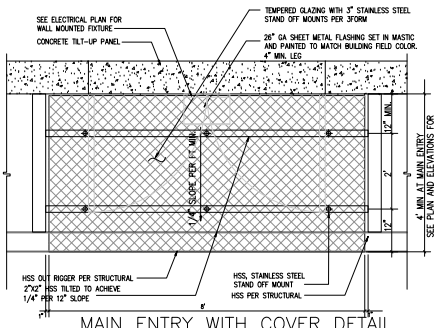 SEE ELECTRICAL PLAN FOR
WALL MOUNTED FIXTURE
CONCRETE TILT-UP PANEL
TEMPERED GLAZING WITH 3" STAINLESS STEEL
STAND OFF MOUNTS PER 3FORM
26" GA SHEET METAL FLASHING SET IN MASTIC
AND PAINTED TO MATCH BUILDING FIELD COLOR.
4" MIN. LEG
1/4" SLOPE PER FT MIN.
12" MIN.
2'
12"
4' MIN AT MAIN ENTRY
SEE PLAN AND ELEVATIONS FOR
HSS OUT RIGGER PER STRUCTURAL
2"X2" HSS TILTED TO ACHIEVE
1/4" PER 12" SLOPE
HSS, STAINLESS STEEL
STAND OFF MOUNT
HSS PER STRUCTURAL
1"
8'
MAIN ENTRY WITH COVER DETAIL